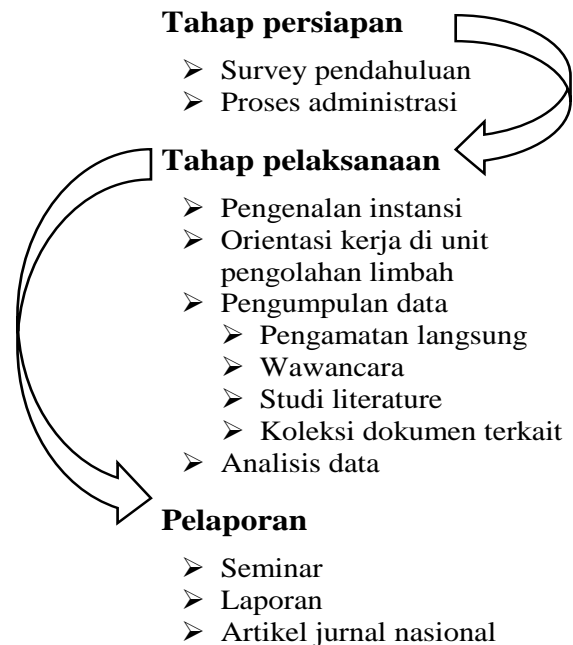 Tahap persiapan
➢ Survey pendahuluan
➢ Proses administrasi
Tahap pelaksanaan
➢ Pengenalan instansi
➢ Orientasi kerja di unit
pengolahan limbah
➢ Pengumpulan data
➢ Pengamatan langsung
➢ Wawancara
➢ Studi literature
➢ Koleksi dokumen terkait
➢ Analisis data
Pelaporan
➢ Seminar
➢ Laporan
➢ Artikel jurnal nasional